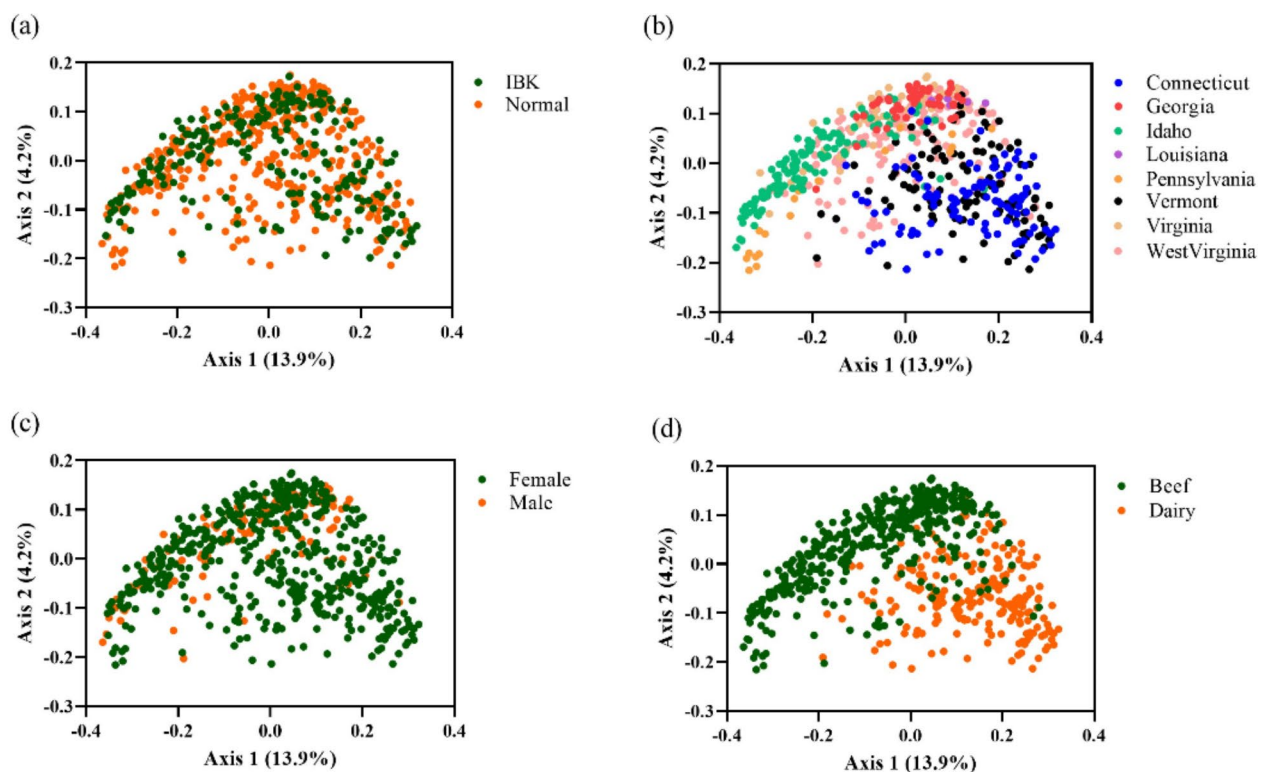 (a)
0.2
0.1
0.0
-0.1
-0.2
-0.3
Axis 2 (4.2%)
-0.4 -0.2 0.0 0.2 0.4
Axis 1 (13.9%)
IBK
Normal
(b)
0.2
0.1
0.0
-0.1
-0.2
-0.3
Axis 2 (4.2%)
-0.4 -0.2 0.0 0.2 0.4
Axis 1 (13.9%)
Connecticut
Georgia
Idaho
Louisiana
Pennsylvania
Vermont
Virginia
WestVirginia
(c)
0.2
0.1
0.0
-0.1
-0.2
-0.3
Axis 2 (4.2%)
-0.4 -0.2 0.0 0.2 0.4
Axis 1 (13.9%)
Female
Male
(d)
0.2
0.1
0.0
-0.1
-0.2
-0.3
Axis 2 (4.2%)
-0.4 -0.2 0.0 0.2 0.4
Axis 1 (13.9%)
Beef
Dairy